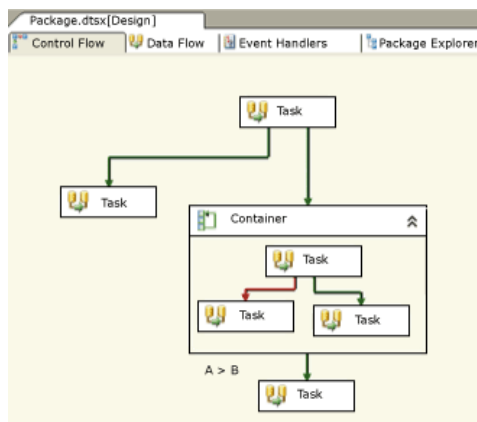 Package.dtsx[Design]
Control Flow Data Flow Event Handlers Package Explorer
Task
Task
Container
Task
Task
Task
A > B
Task